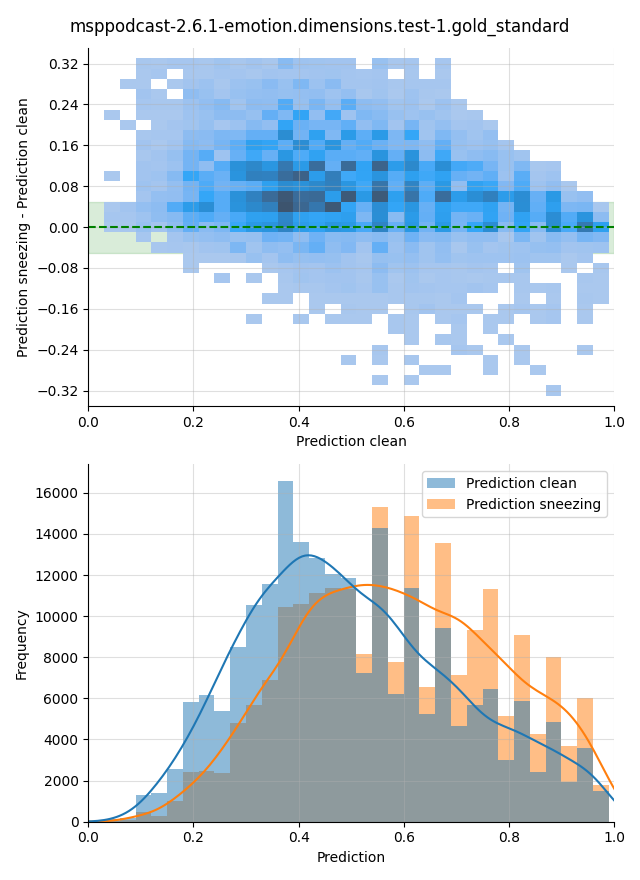 msppodcast-2.6.1-emotion.dimensions.test-1.gold_standard
Prediction sneezing - Prediction clean
0.32
0.24
0.16
0.08
0.00
−0.08
−0.16
−0.24
−0.32
0.0 0.2 0.4 0.6 0.8 1.0
Prediction clean
Frequency
16000
14000
12000
10000
8000
6000
4000
2000
0
Prediction clean
Prediction sneezing
0.0 0.2 0.4 0.6 0.8 1.0
Prediction